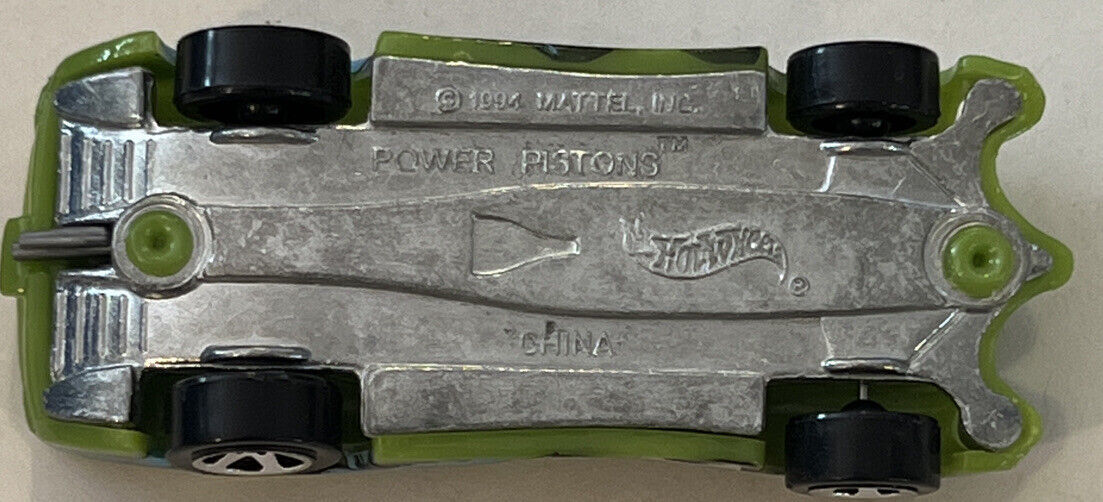 © 1994 MATTEL, INC.
POWER PISTONS™
HOT WHEELS®
CHINA